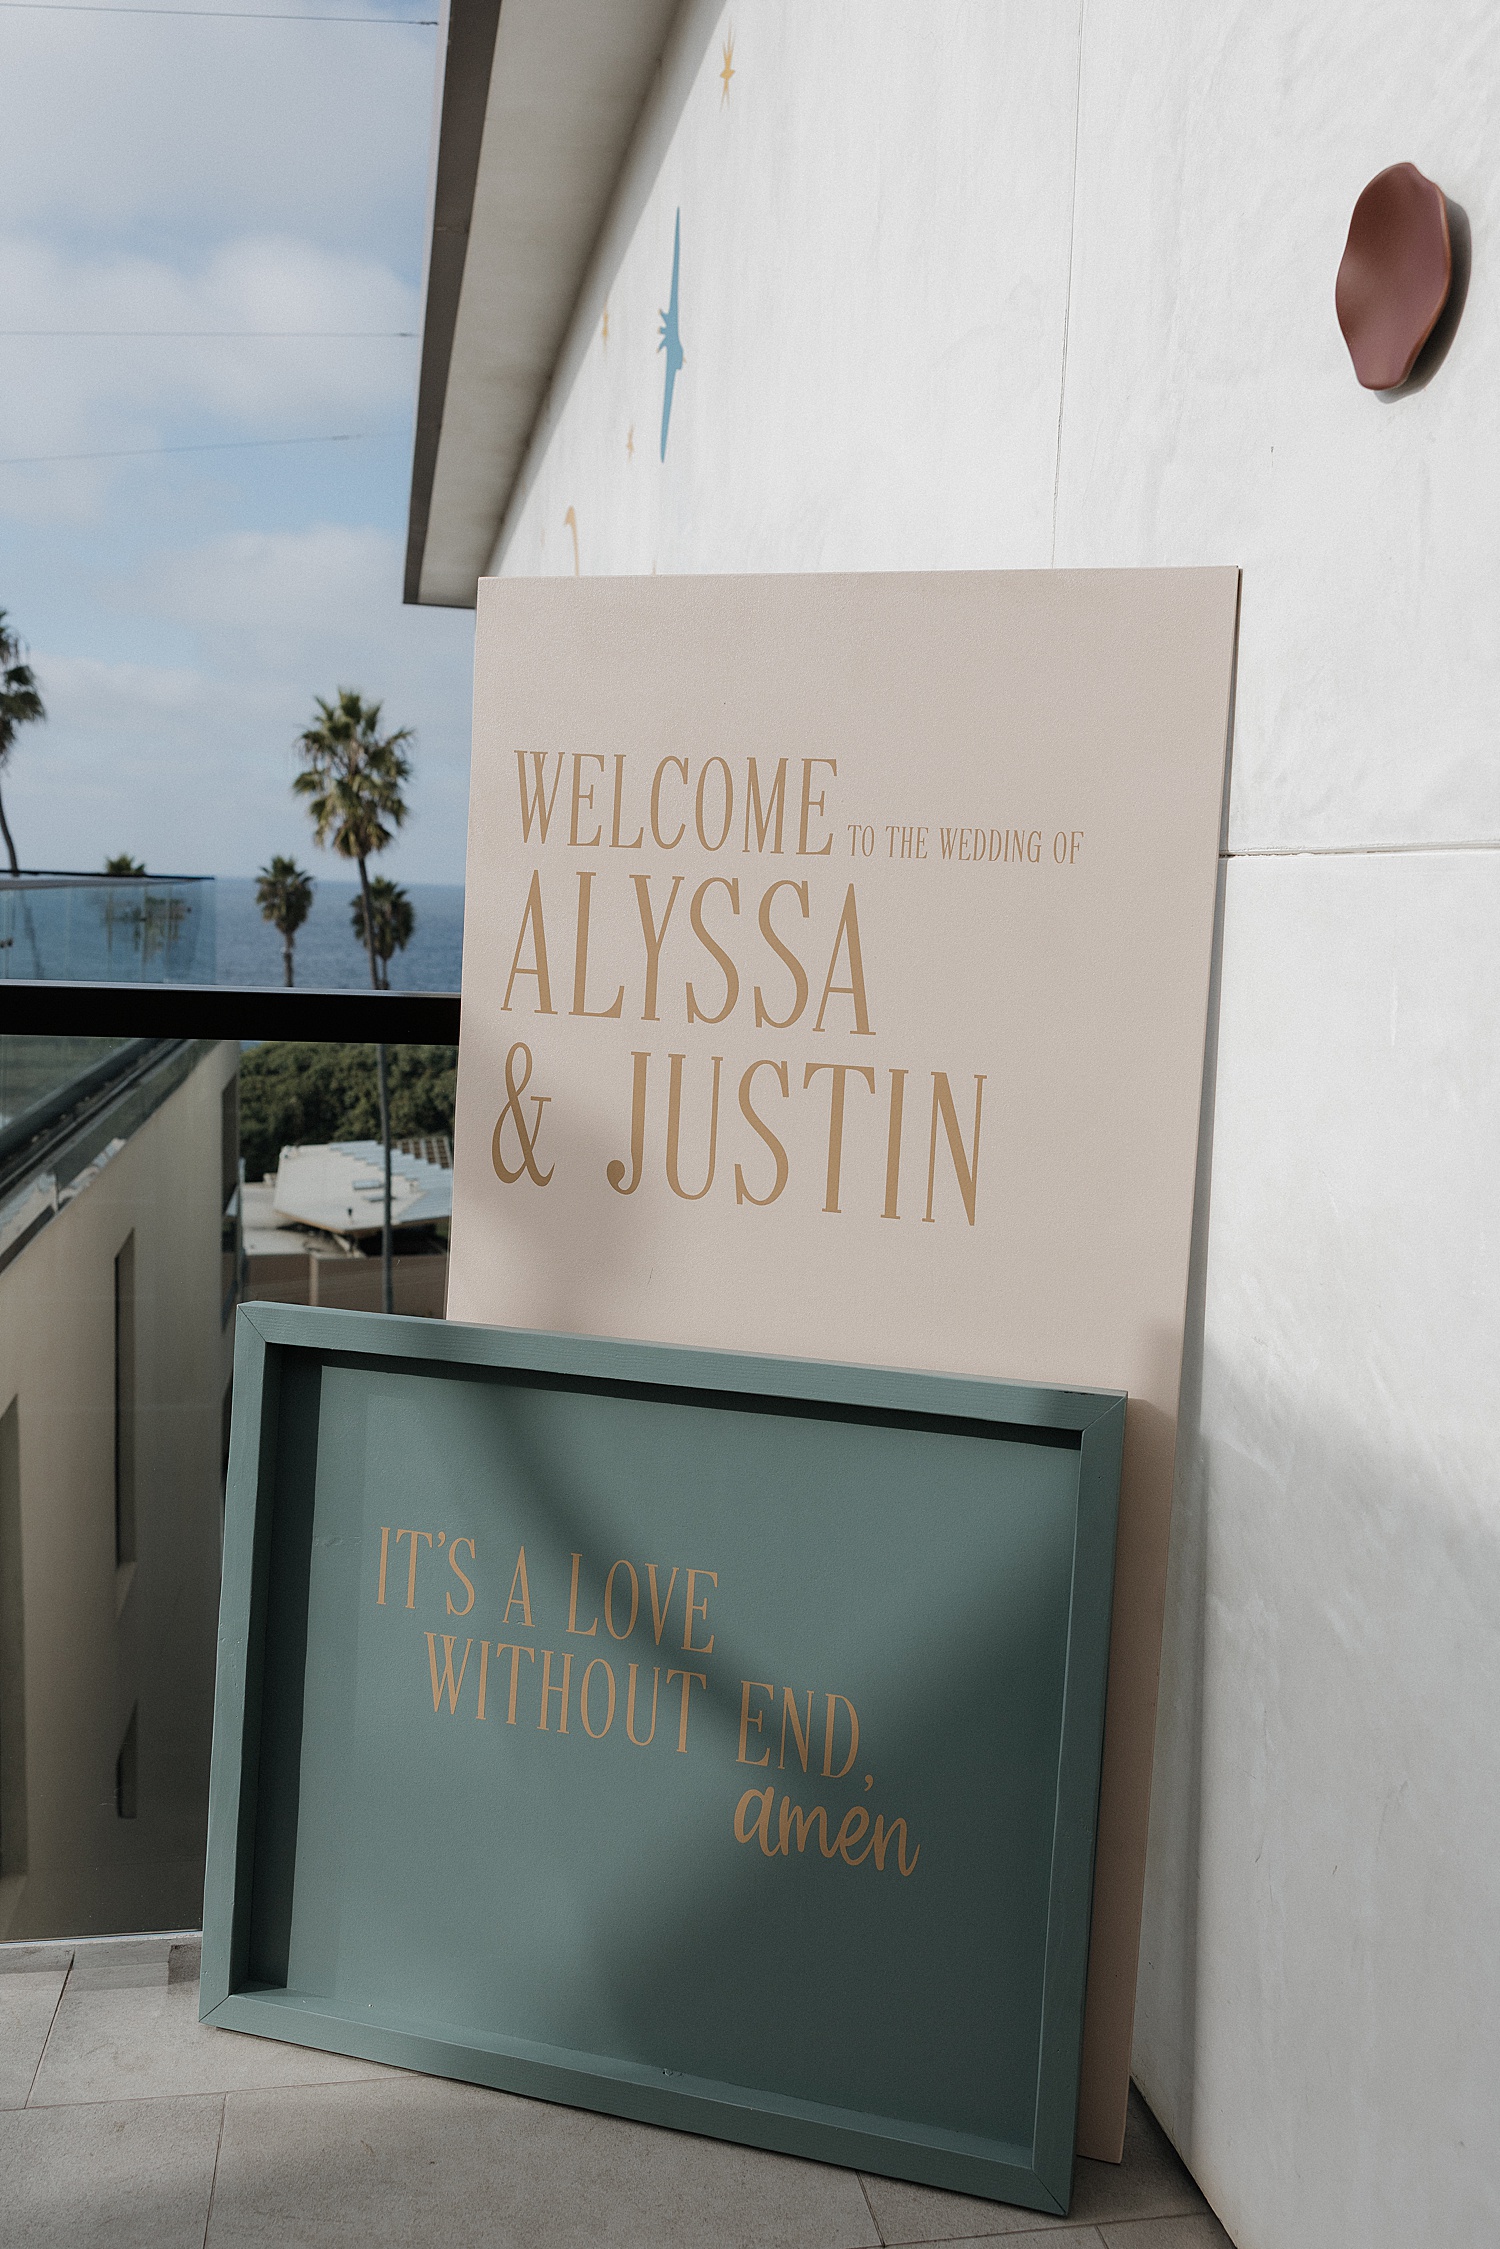 WELCOME TO THE WEDDING OF
ALYSSA
& JUSTIN
IT'S A LOVE
WITHOUT END,
amen